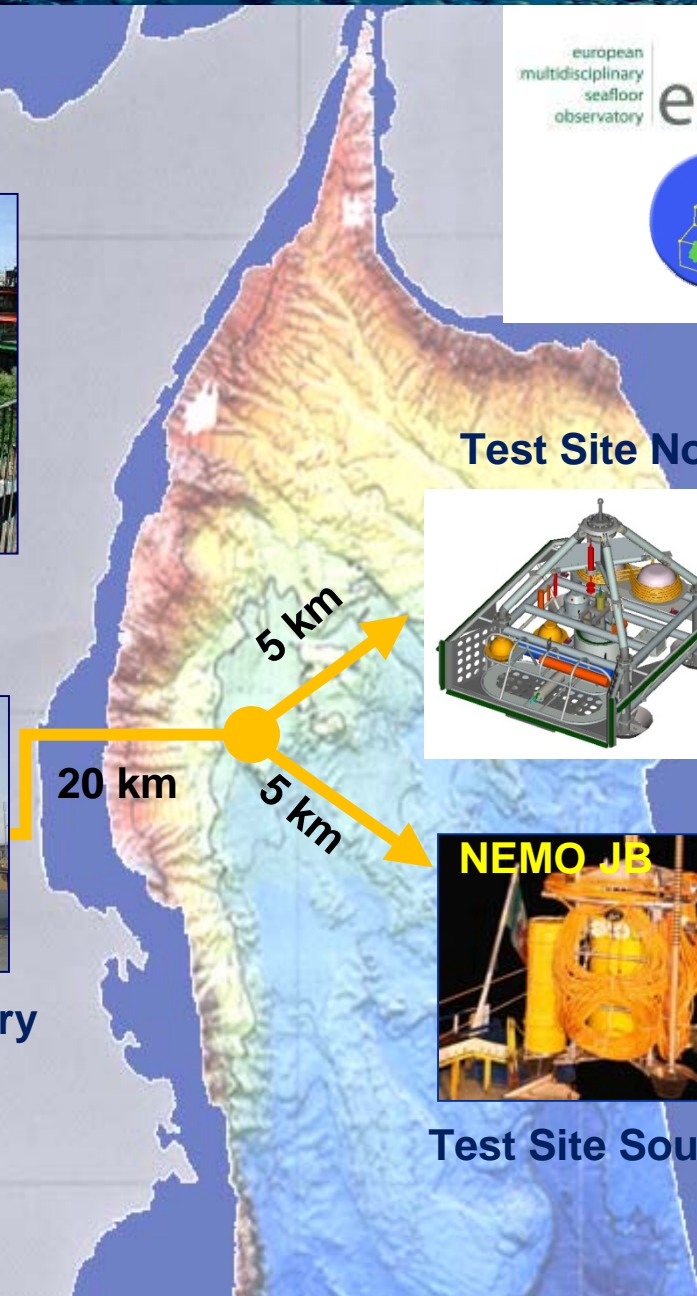 european
multidisciplinary
seafloor
observatory
e
Test Site No
5 km
20 km
5 km
NEMO JB
ry
Test Site Sou